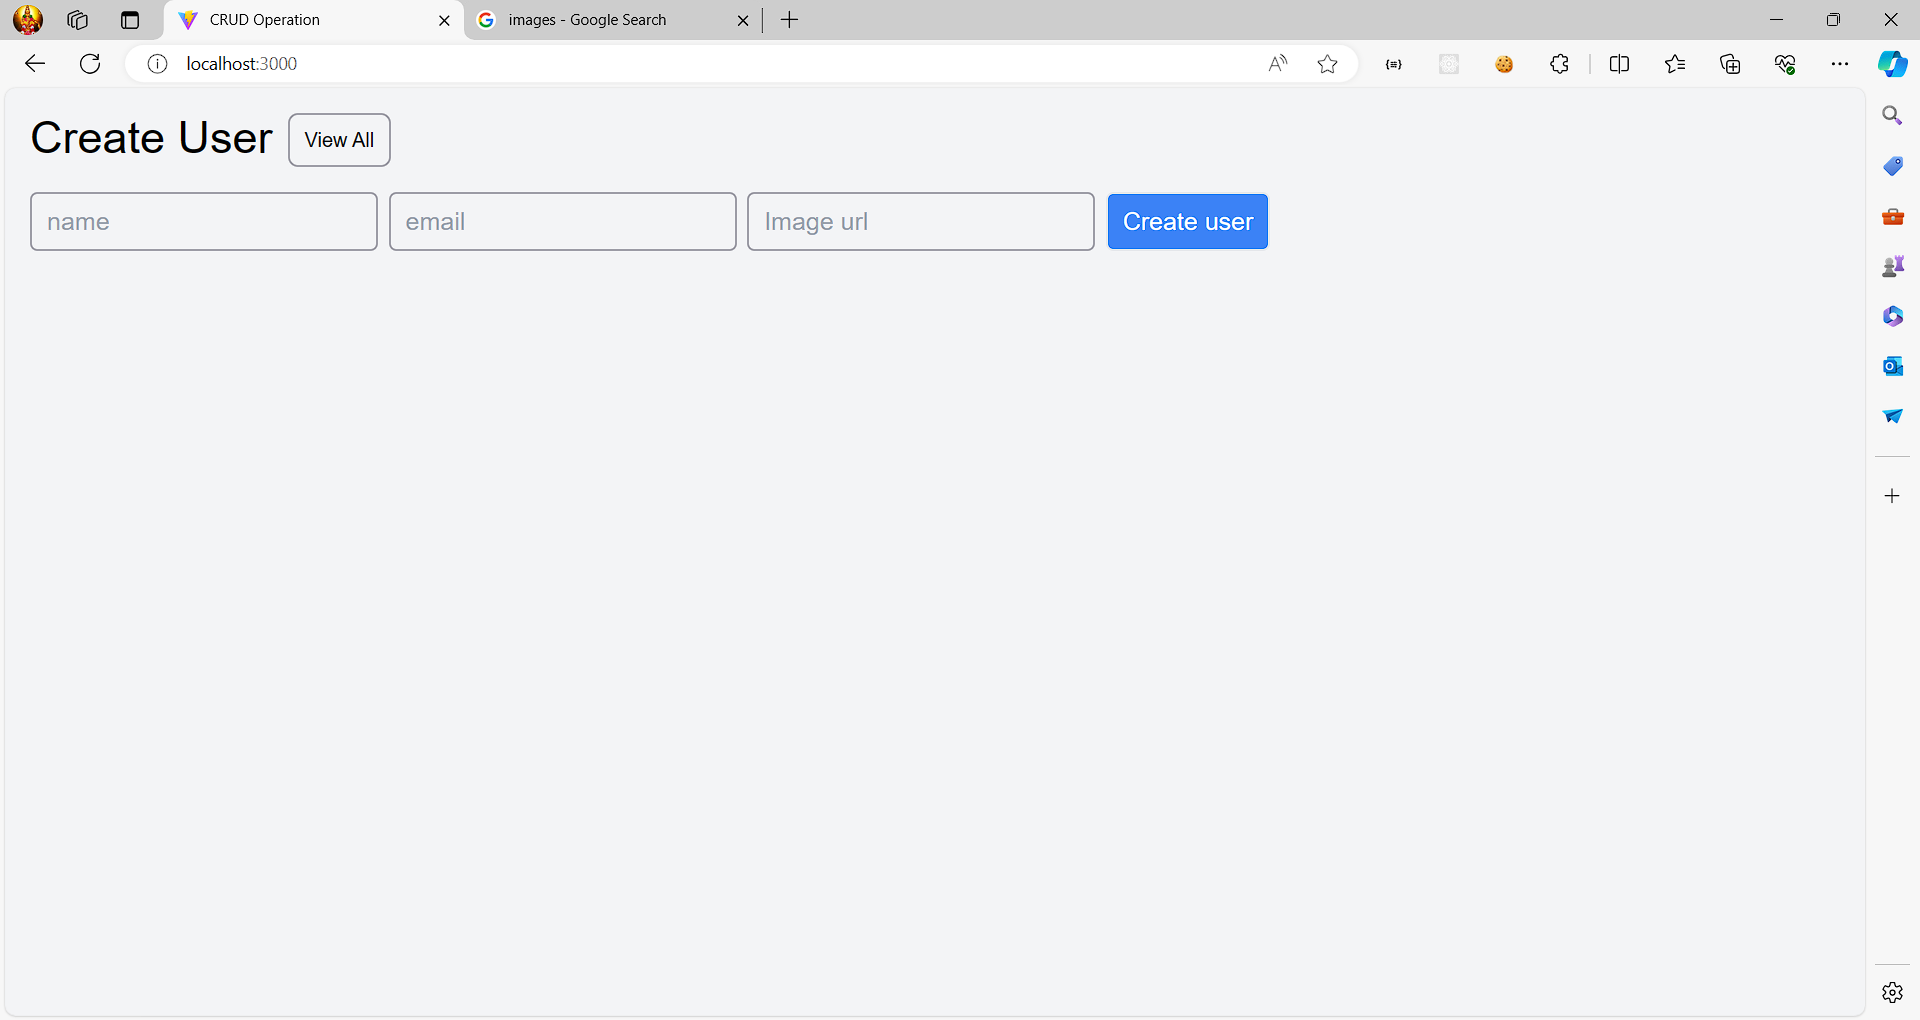 CRUD Operation
images - Google Search
localhost:3000
Create User
View All
name
email
Image url
Create user